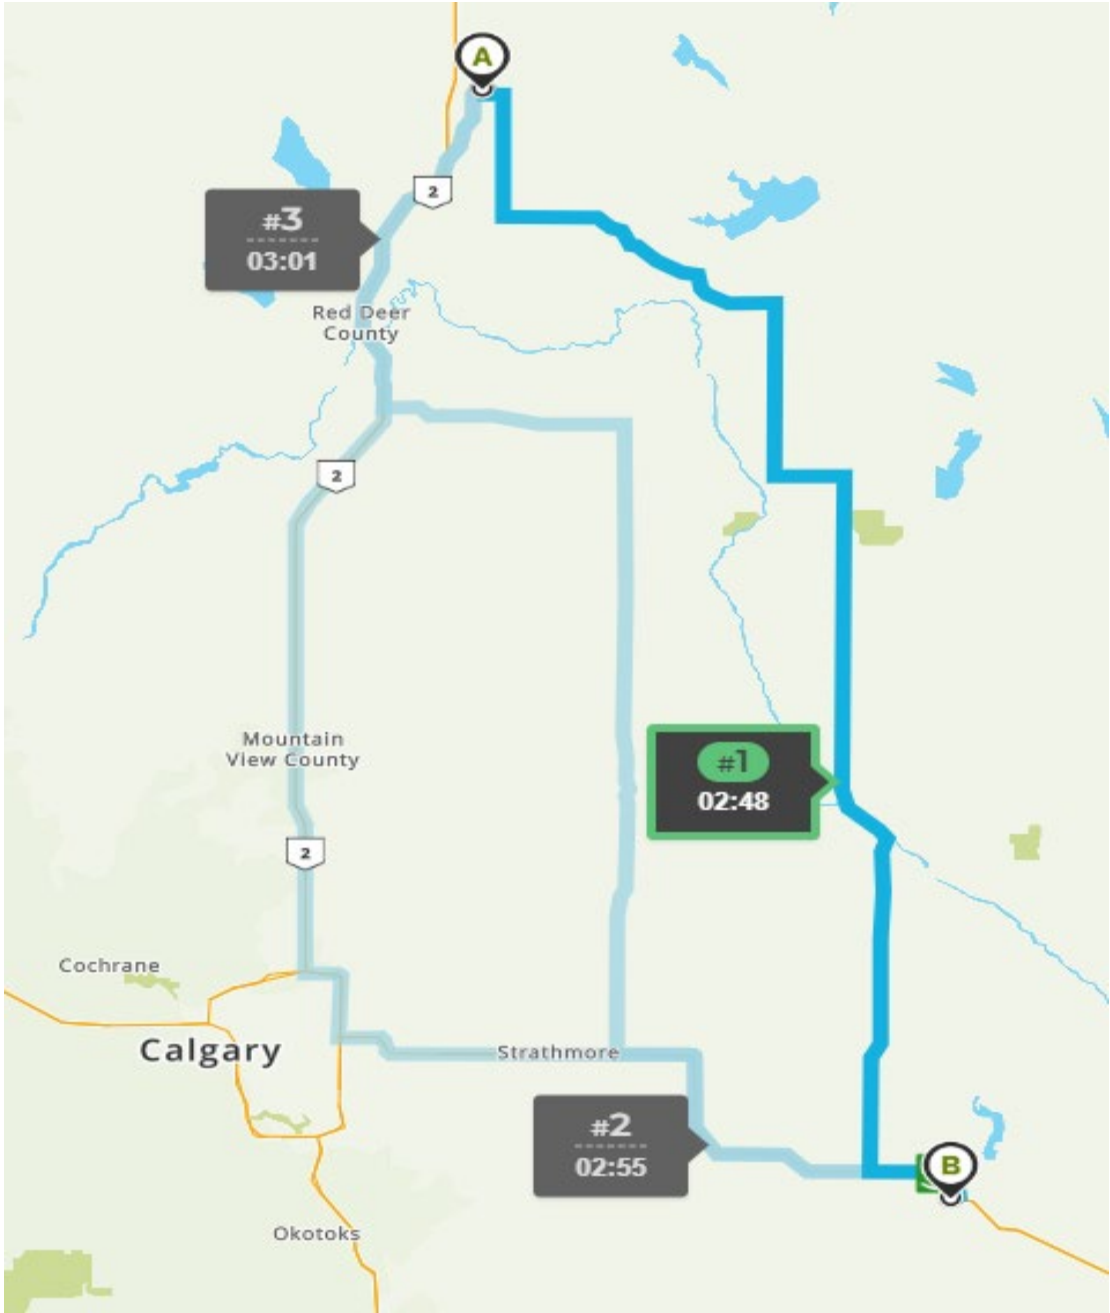 A
2
#3
03:01
Red Deer
County
2
Mountain
View County
#1
02:48
2
Cochrane
Calgary
Strathmore
#2
02:55
B
Okotoks